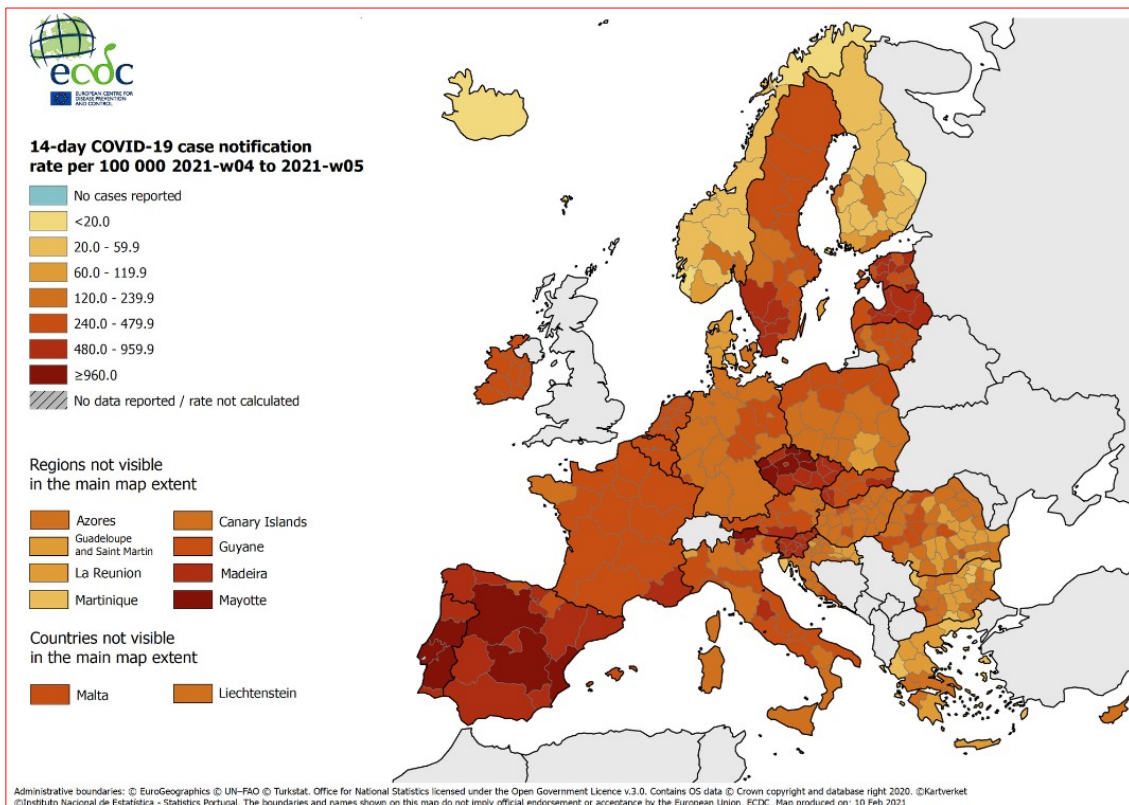 ecdc
EUROPEAN CENTRE FOR
DISEASE PREVENTION
AND CONTROL
14-day COVID-19 case notification
rate per 100 000 2021-w04 to 2021-w05
No cases reported
<20.0
20.0 - 59.9
60.0 - 119.9
120.0 - 239.9
240.0 - 479.9
480.0 - 959.9
≥960.0
No data reported / rate not calculated
Regions not visible
in the main map extent
Azores
Canary Islands
Guadeloupe
and Saint Martin
Guyane
La Reunion
Madeira
Martinique
Mayotte
Countries not visible
in the main map extent
Malta
Liechtenstein
Administrative boundaries: © EuroGeographics © UN–FAO © Turkstat. Office for National Statistics licensed under the Open Government Licence v.3.0. Contains OS data © Crown copyright and database right 2020. ©Kartverket
©Instituto Nacional de Estatística - Statistics Portugal. The boundaries and names shown on this map do not imply official endorsement or acceptance by the European Union. ECDC. Map produced on: 10 Feb 2021